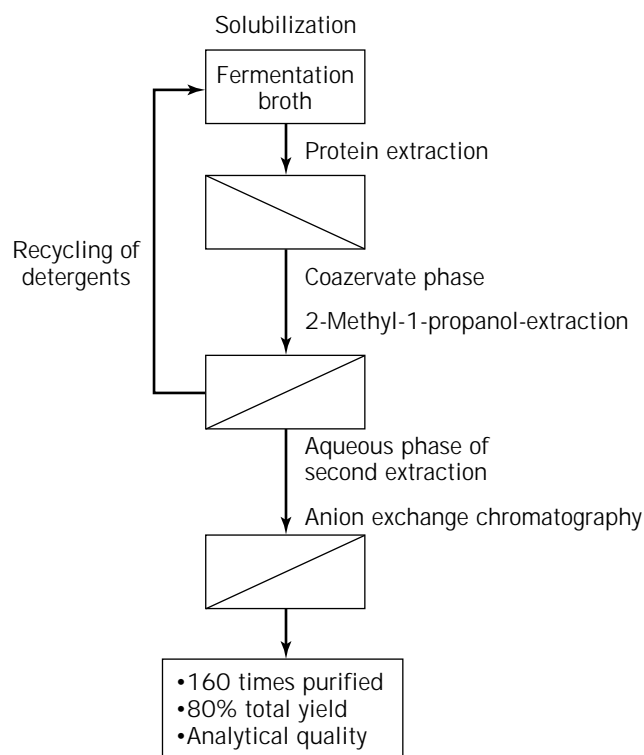 Solubilization
Fermentation
broth
Protein extraction
Recycling of
detergents
Coazervate phase
2-Methyl-1-propanol-extraction
Aqueous phase of
second extraction
Anion exchange chromatography
•160 times purified
•80% total yield
•Analytical quality